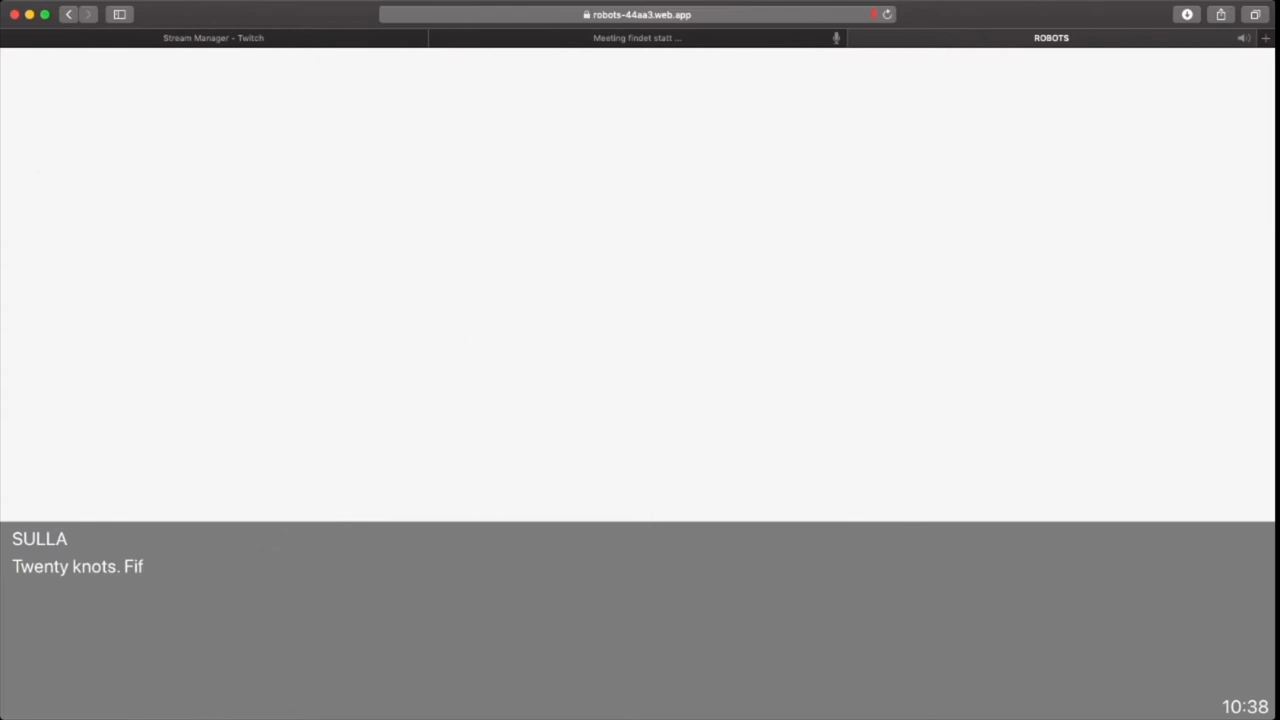 robots-44aa3.web.app
Stream Manager - Twitch
Meeting findet statt ...
ROBOTS
SULLA
Twenty knots. Fif
10:38